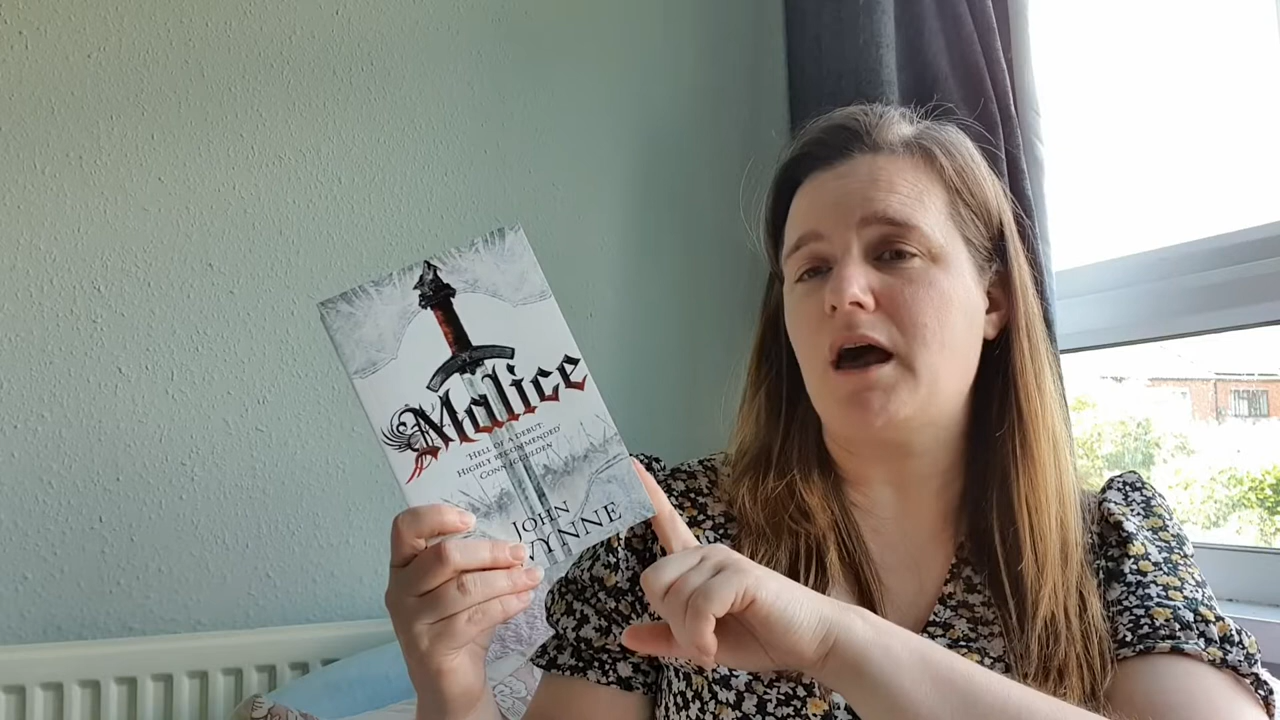 Malice
'HELL OF A DEBUT:
HIGHLY RECOMMENDED'
CONN IGGULDEN
JOHN
WYNNE